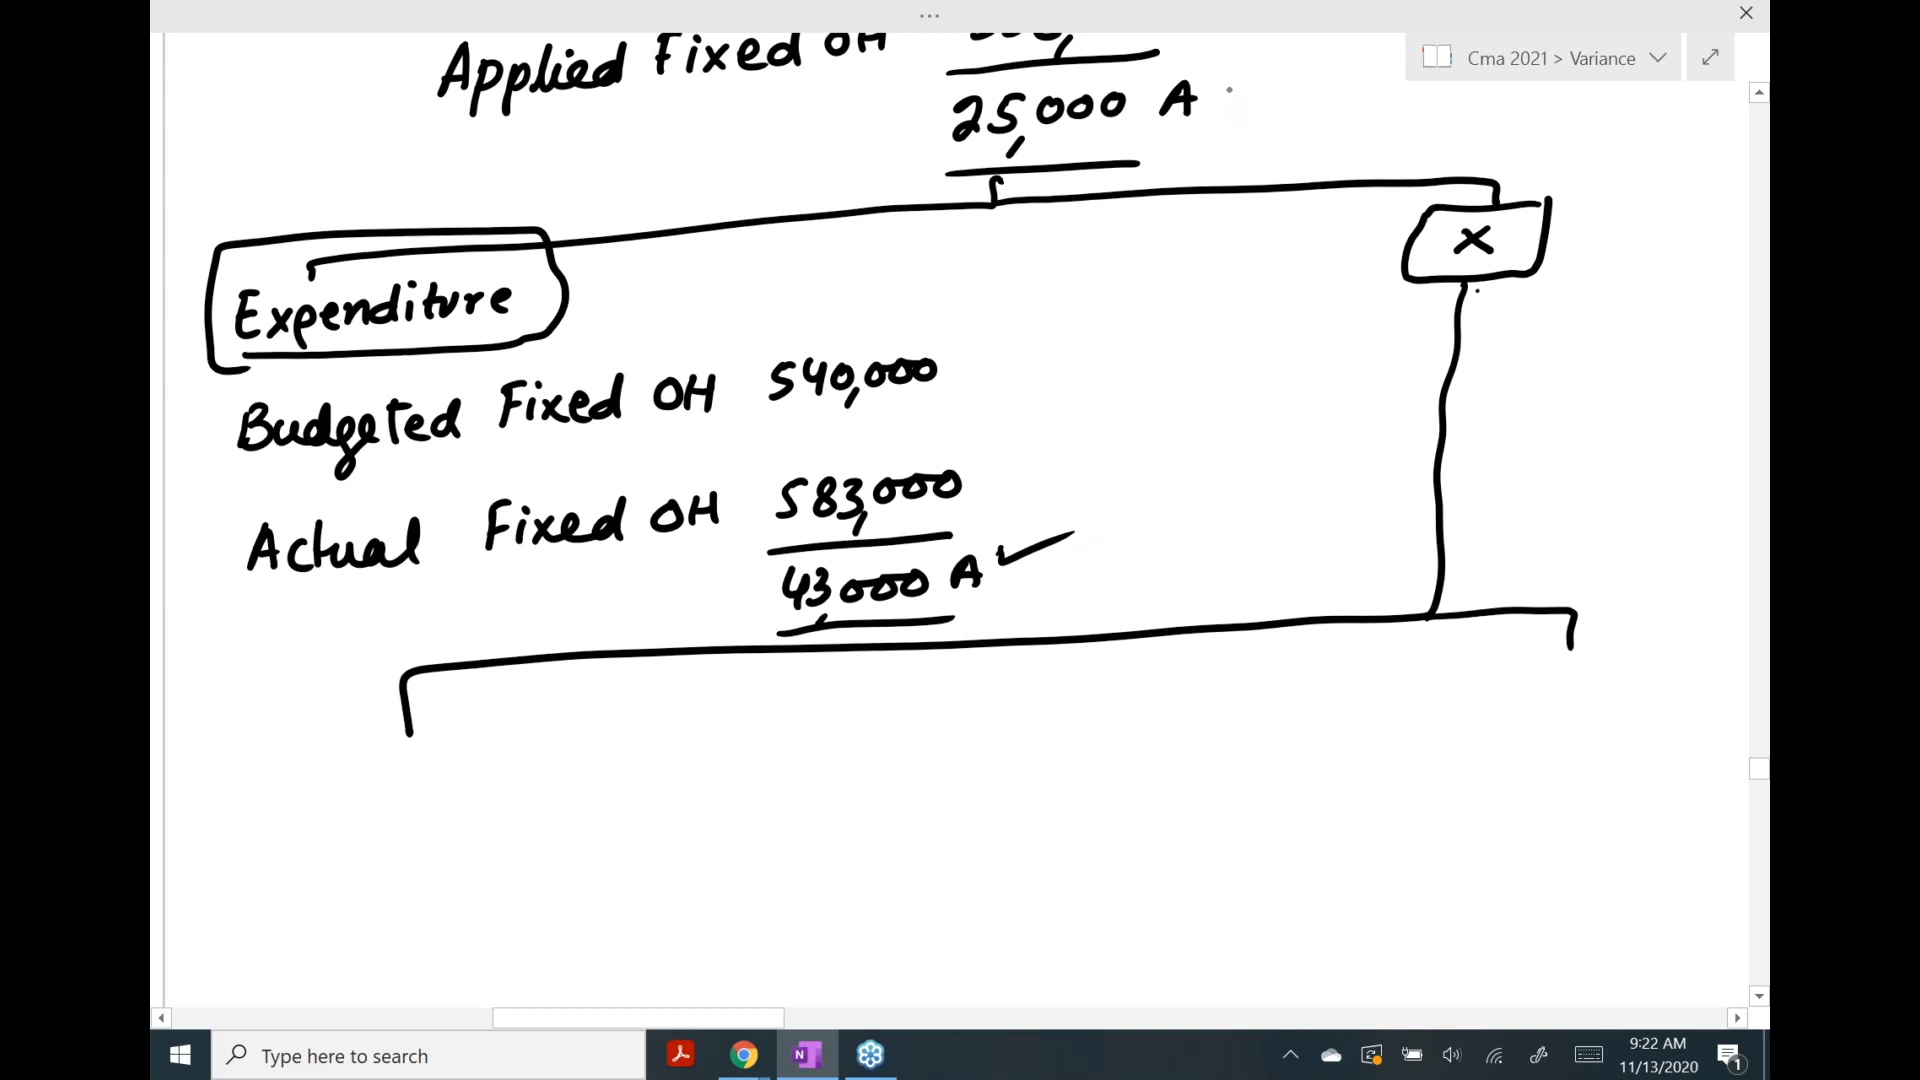 Applied Fixed OH
Cma 2021 > Variance
25,000 A
X
Expenditure
Budgeted Fixed OH 540,000
Actual Fixed OH 583,000
43,000 A
Type here to search
N
9:22 AM
11/13/2020
1